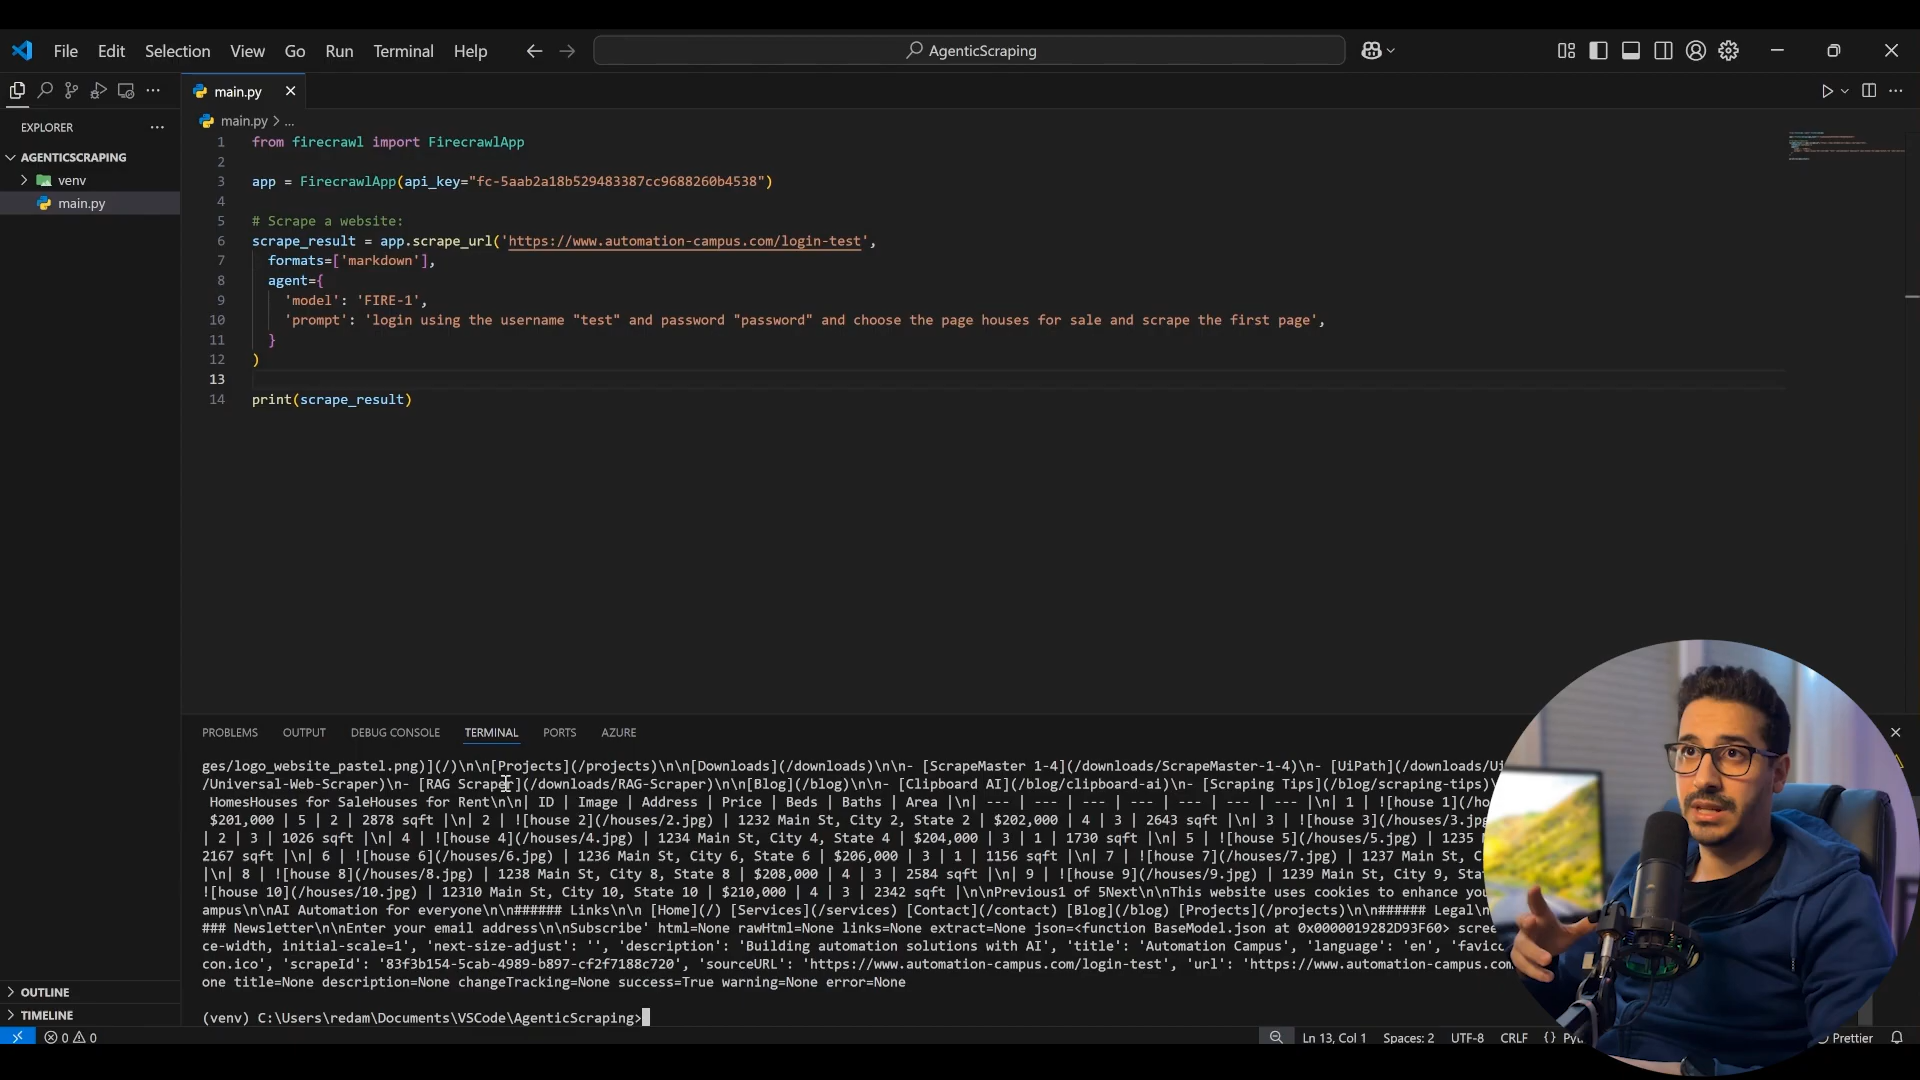 File Edit Selection View Go Run Terminal Help
AgenticScraping
main.py
EXPLORER
main.py > ...
AGENTICSCRAPING
venv
main.py
1 from firecrawl import FirecrawlApp
2
3 app = FirecrawlApp(api_key="fc-5aab2a18b529483387cc9688260b4538")
4
5 # Scrape a website:
6 scrape_result = app.scrape_url('https://www.automation-campus.com/login-test',
7 formats=['markdown'],
8 agent={
9 'model': 'FIRE-1',
10 'prompt': 'login using the username "test" and password "password" and choose the page houses for sale and scrape the first page',
11 }
12 )
13
14 print(scrape_result)
PROBLEMS OUTPUT DEBUG CONSOLE TERMINAL PORTS AZURE
ges/logo_website_pastel.png)](/)\n\n[Projects](/projects)\n\n[Downloads](/downloads)\n\n- [ScrapeMaster 1-4](/downloads/ScrapeMaster-1-4)\n- [UiPath](/downloads/Ui
/Universal-Web-Scraper)\n- [RAG Scraper](/downloads/RAG-Scraper)\n\n[Blog](/blog)\n\n- [Clipboard AI](/blog/clipboard-ai)\n- [Scraping Tips](/blog/scraping-tips)\
HomesHouses for SaleHouses for Rent\n\n| ID | Image | Address | Price | Beds | Baths | Area |\n| --- | --- | --- | --- | --- | --- | --- |\n| 1 | ![house 1](/hou
$201,000 | 5 | 2 | 2878 sqft |\n| 2 | ![house 2](/houses/2.jpg) | 1232 Main St, City 2, State 2 | $202,000 | 4 | 3 | 2643 sqft |\n| 3 | ![house 3](/houses/3.jpg
| 2 | 3 | 1026 sqft |\n| 4 | ![house 4](/houses/4.jpg) | 1234 Main St, City 4, State 4 | $204,000 | 3 | 1 | 1730 sqft |\n| 5 | ![house 5](/houses/5.jpg) | 1235
2167 sqft |\n| 6 | ![house 6](/houses/6.jpg) | 1236 Main St, City 6, State 6 | $206,000 | 3 | 1 | 1156 sqft |\n| 7 | ![house 7](/houses/7.jpg) | 1237 Main St, C
|\n| 8 | ![house 8](/houses/8.jpg) | 1238 Main St, City 8, State 8 | $208,000 | 4 | 3 | 2584 sqft |\n| 9 | ![house 9](/houses/9.jpg) | 1239 Main St, City 9, Sta
![house 10](/houses/10.jpg) | 12310 Main St, City 10, State 10 | $210,000 | 4 | 3 | 2342 sqft |\n\nPrevious1 of 5Next\n\nThis website uses cookies to enhance you
ampus\n\nAI Automation for everyone\n\n###### Links\n\n [Home](/) [Services](/services) [Contact](/contact) [Blog](/blog) [Projects](/projects)\n\n###### Legal\n
### Newsletter\n\nEnter your email address\n\nSubscribe' html=None rawHtml=None links=None extract=None json=<function BaseModel.json at 0x0000019282D93F60> scree
ce-width, initial-scale=1', 'next-size-adjust': '', 'description': 'Building automation solutions with AI', 'title': 'Automation Campus', 'language': 'en', 'favic
con.ico', 'scrapeId': '83f3b154-5cab-4989-b897-cf2f7188c720', 'sourceURL': 'https://www.automation-campus.com/login-test', 'url': 'https://www.automation-campus.com
one title=None description=None changeTracking=None success=True warning=None error=None
(venv) C:\Users\redam\Documents\VSCode\AgenticScraping>
OUTLINE
TIMELINE
0 0 Ln 13, Col 1 Spaces: 2 UTF-8 CRLF {} Pyt Prettier